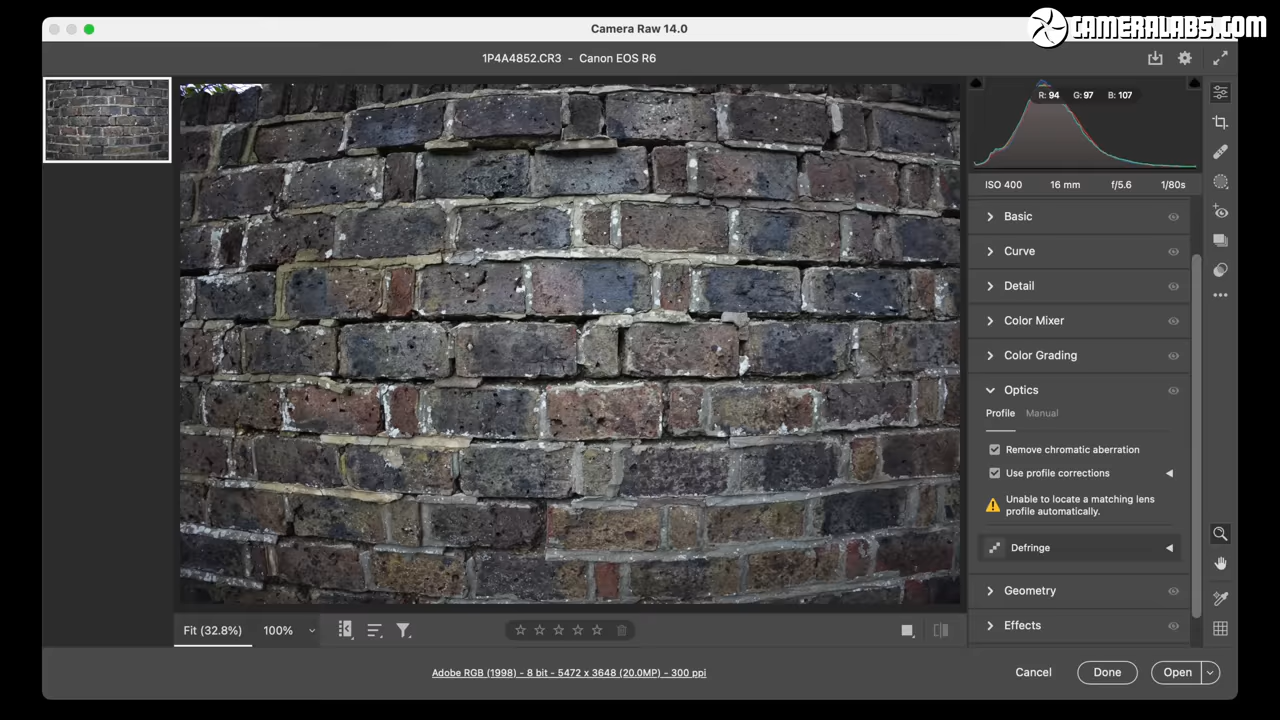 Camera Raw 14.0
CAMERALABS.COM
1P4A4852.CR3 - Canon EOS R6
R: 94 G: 97 B: 107
ISO 400 16 mm f/5.6 1/80s
Basic
Curve
Detail
Color Mixer
Color Grading
Optics
Profile Manual
Remove chromatic aberration
Use profile corrections
Unable to locate a matching lens
profile automatically.
Defringe
Geometry
Effects
Fit (32.8%) 100%
Adobe RGB (1998) - 8 bit - 5472 x 3648 (20.0MP) - 300 ppi
Cancel Done Open